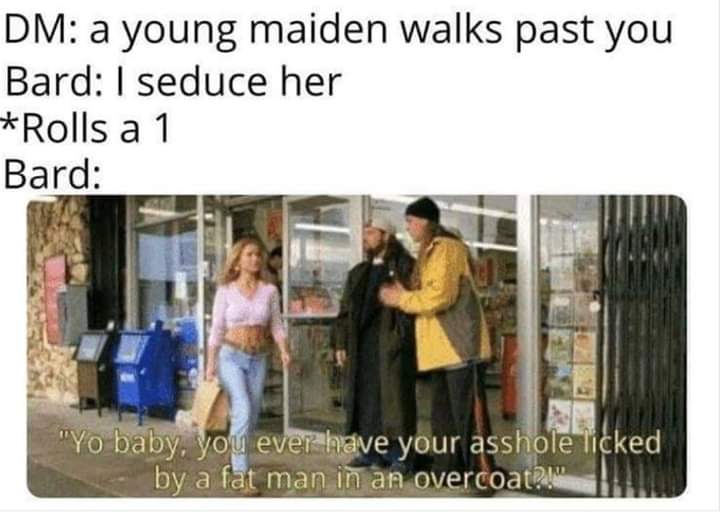 DM: a young maiden walks past you
Bard: I seduce her
*Rolls a 1
Bard:
"Yo baby, you ever have your asshole licked
by a fat man in an overcoat?!"